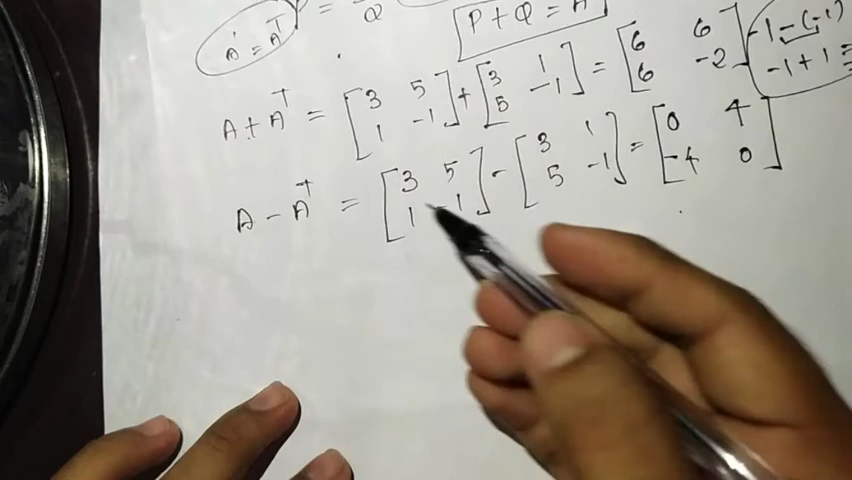 A' = A^T = Q P + Q = A
A + A^T = [3 5 1 -1] + [3 1 5 -1] = [6 6 6 -2] -1 - (-1)
-1 + 1 =
A - A^T = [3 5 1 -1] - [3 1 5 -1] = [0 4 -4 0]